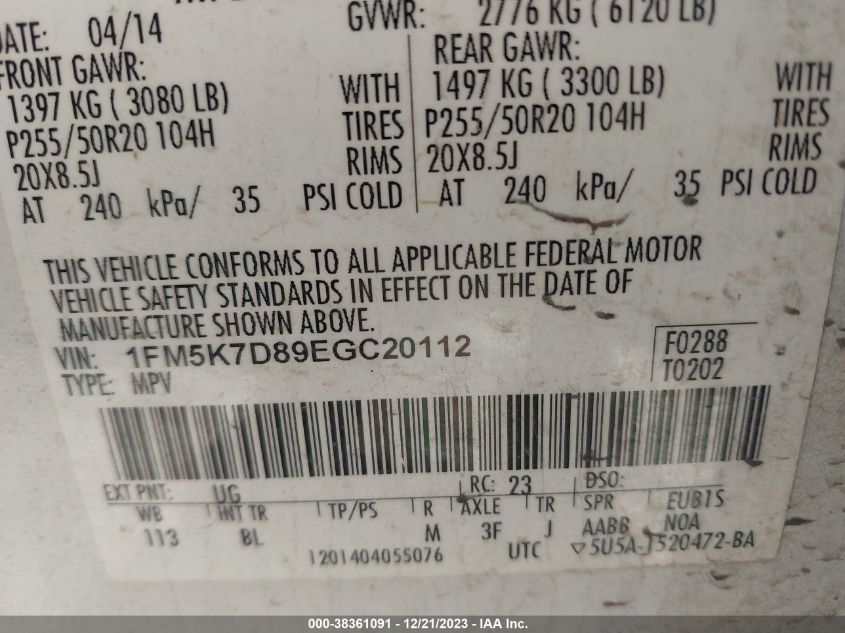 DATE: 04/14 GVWR: 2776 KG ( 6120 LB)
FRONT GAWR: REAR GAWR:
1397 KG ( 3080 LB) WITH 1497 KG ( 3300 LB) WITH
P255/50R20 104H TIRES P255/50R20 104H TIRES
20X8.5J RIMS 20X8.5J RIMS
AT 240 kPa/ 35 PSI COLD AT 240 kPa/ 35 PSI COLD
THIS VEHICLE CONFORMS TO ALL APPLICABLE FEDERAL MOTOR
VEHICLE SAFETY STANDARDS IN EFFECT ON THE DATE OF
MANUFACTURE SHOWN ABOVE.
VIN: 1FM5K7D89EGC20112 F0288
TYPE: MPV T0202
EXT PNT: UG RC: 23 DSO:
WB INT TR TP/PS R AXLE TR SPR EUB1S
113 BL M 3F J AABB NOA
1201404055076 UTC ▽5U5A-1520472-BA
000-38361091 - 12/21/2023 - IAA Inc.